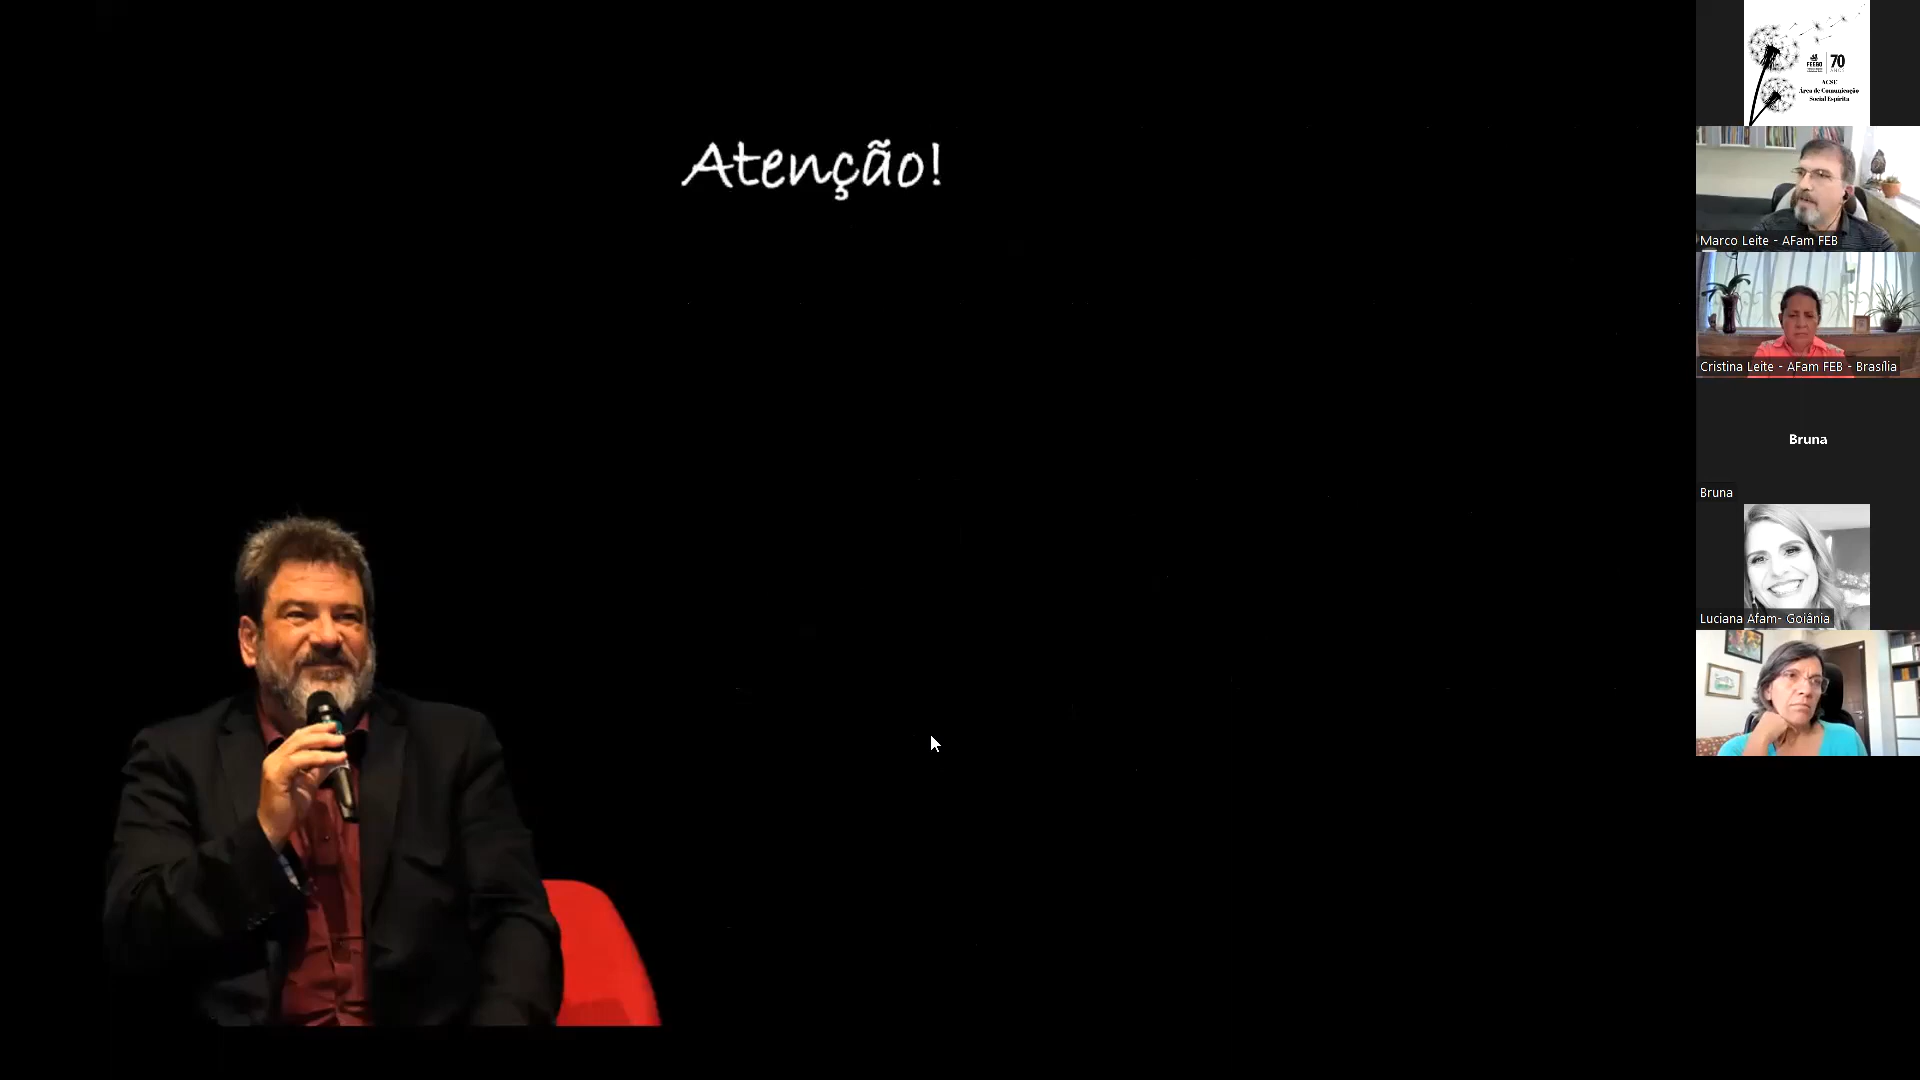 Atenção!
FEEGO
70
ANOS
ACSE
Área de Comunicação
Social Espírita
Marco Leite - AFam FEB
Cristina Leite - AFam FEB - Brasília
Bruna
Bruna
Luciana Afam- Goiânia